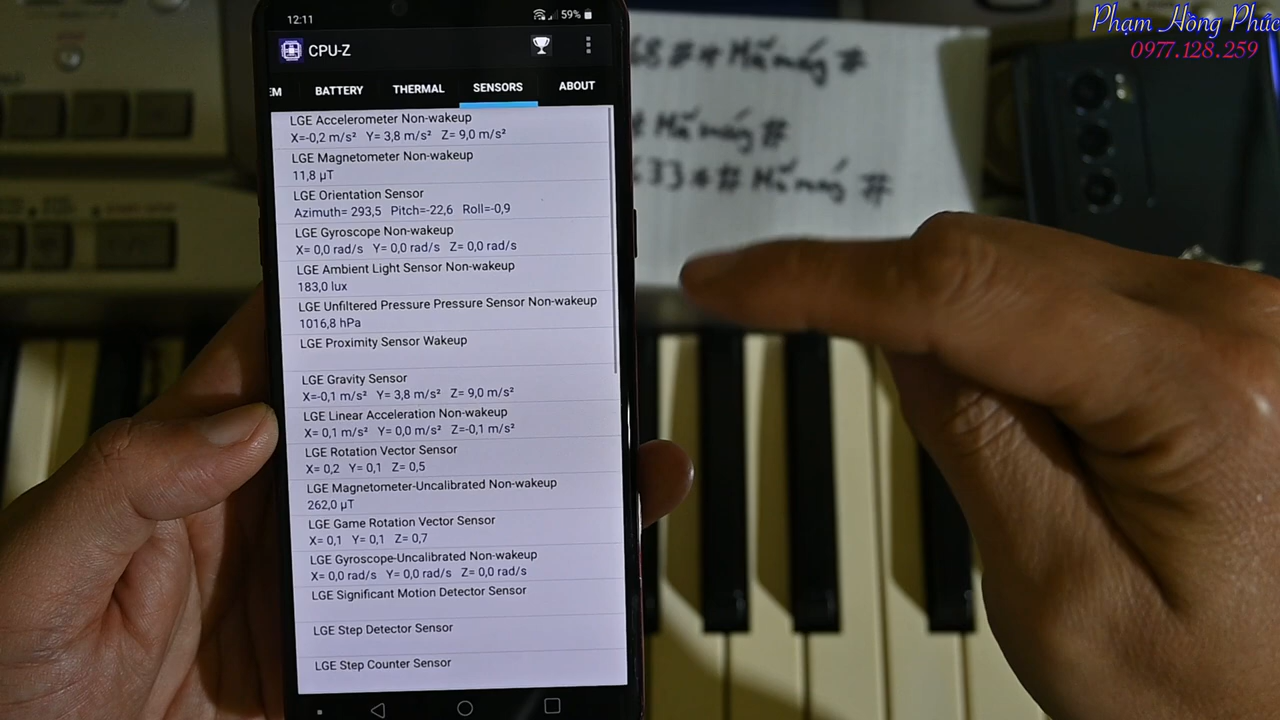 Phạm Hồng Phúc
0977.128.259
12:11
59%
CPU-Z
EM BATTERY THERMAL SENSORS ABOUT
LGE Accelerometer Non-wakeup
X=-0,2 m/s² Y= 3,8 m/s² Z= 9,0 m/s²
LGE Magnetometer Non-wakeup
11,8 μT
LGE Orientation Sensor
Azimuth= 293,5 Pitch=-22,6 Roll=-0,9
LGE Gyroscope Non-wakeup
X= 0,0 rad/s Y= 0,0 rad/s Z= 0,0 rad/s
LGE Ambient Light Sensor Non-wakeup
183,0 lux
LGE Unfiltered Pressure Pressure Sensor Non-wakeup
1016,8 hPa
LGE Proximity Sensor Wakeup
LGE Gravity Sensor
X=-0,1 m/s² Y= 3,8 m/s² Z= 9,0 m/s²
LGE Linear Acceleration Non-wakeup
X= 0,1 m/s² Y= 0,0 m/s² Z=-0,1 m/s²
LGE Rotation Vector Sensor
X= 0,2 Y= 0,1 Z= 0,5
LGE Magnetometer-Uncalibrated Non-wakeup
262,0 μT
LGE Game Rotation Vector Sensor
X= 0,1 Y= 0,1 Z= 0,7
LGE Gyroscope-Uncalibrated Non-wakeup
X= 0,0 rad/s Y= 0,0 rad/s Z= 0,0 rad/s
LGE Significant Motion Detector Sensor
LGE Step Detector Sensor
LGE Step Counter Sensor
68#* Mã máy #
* Mã máy #
633*# Mã máy #